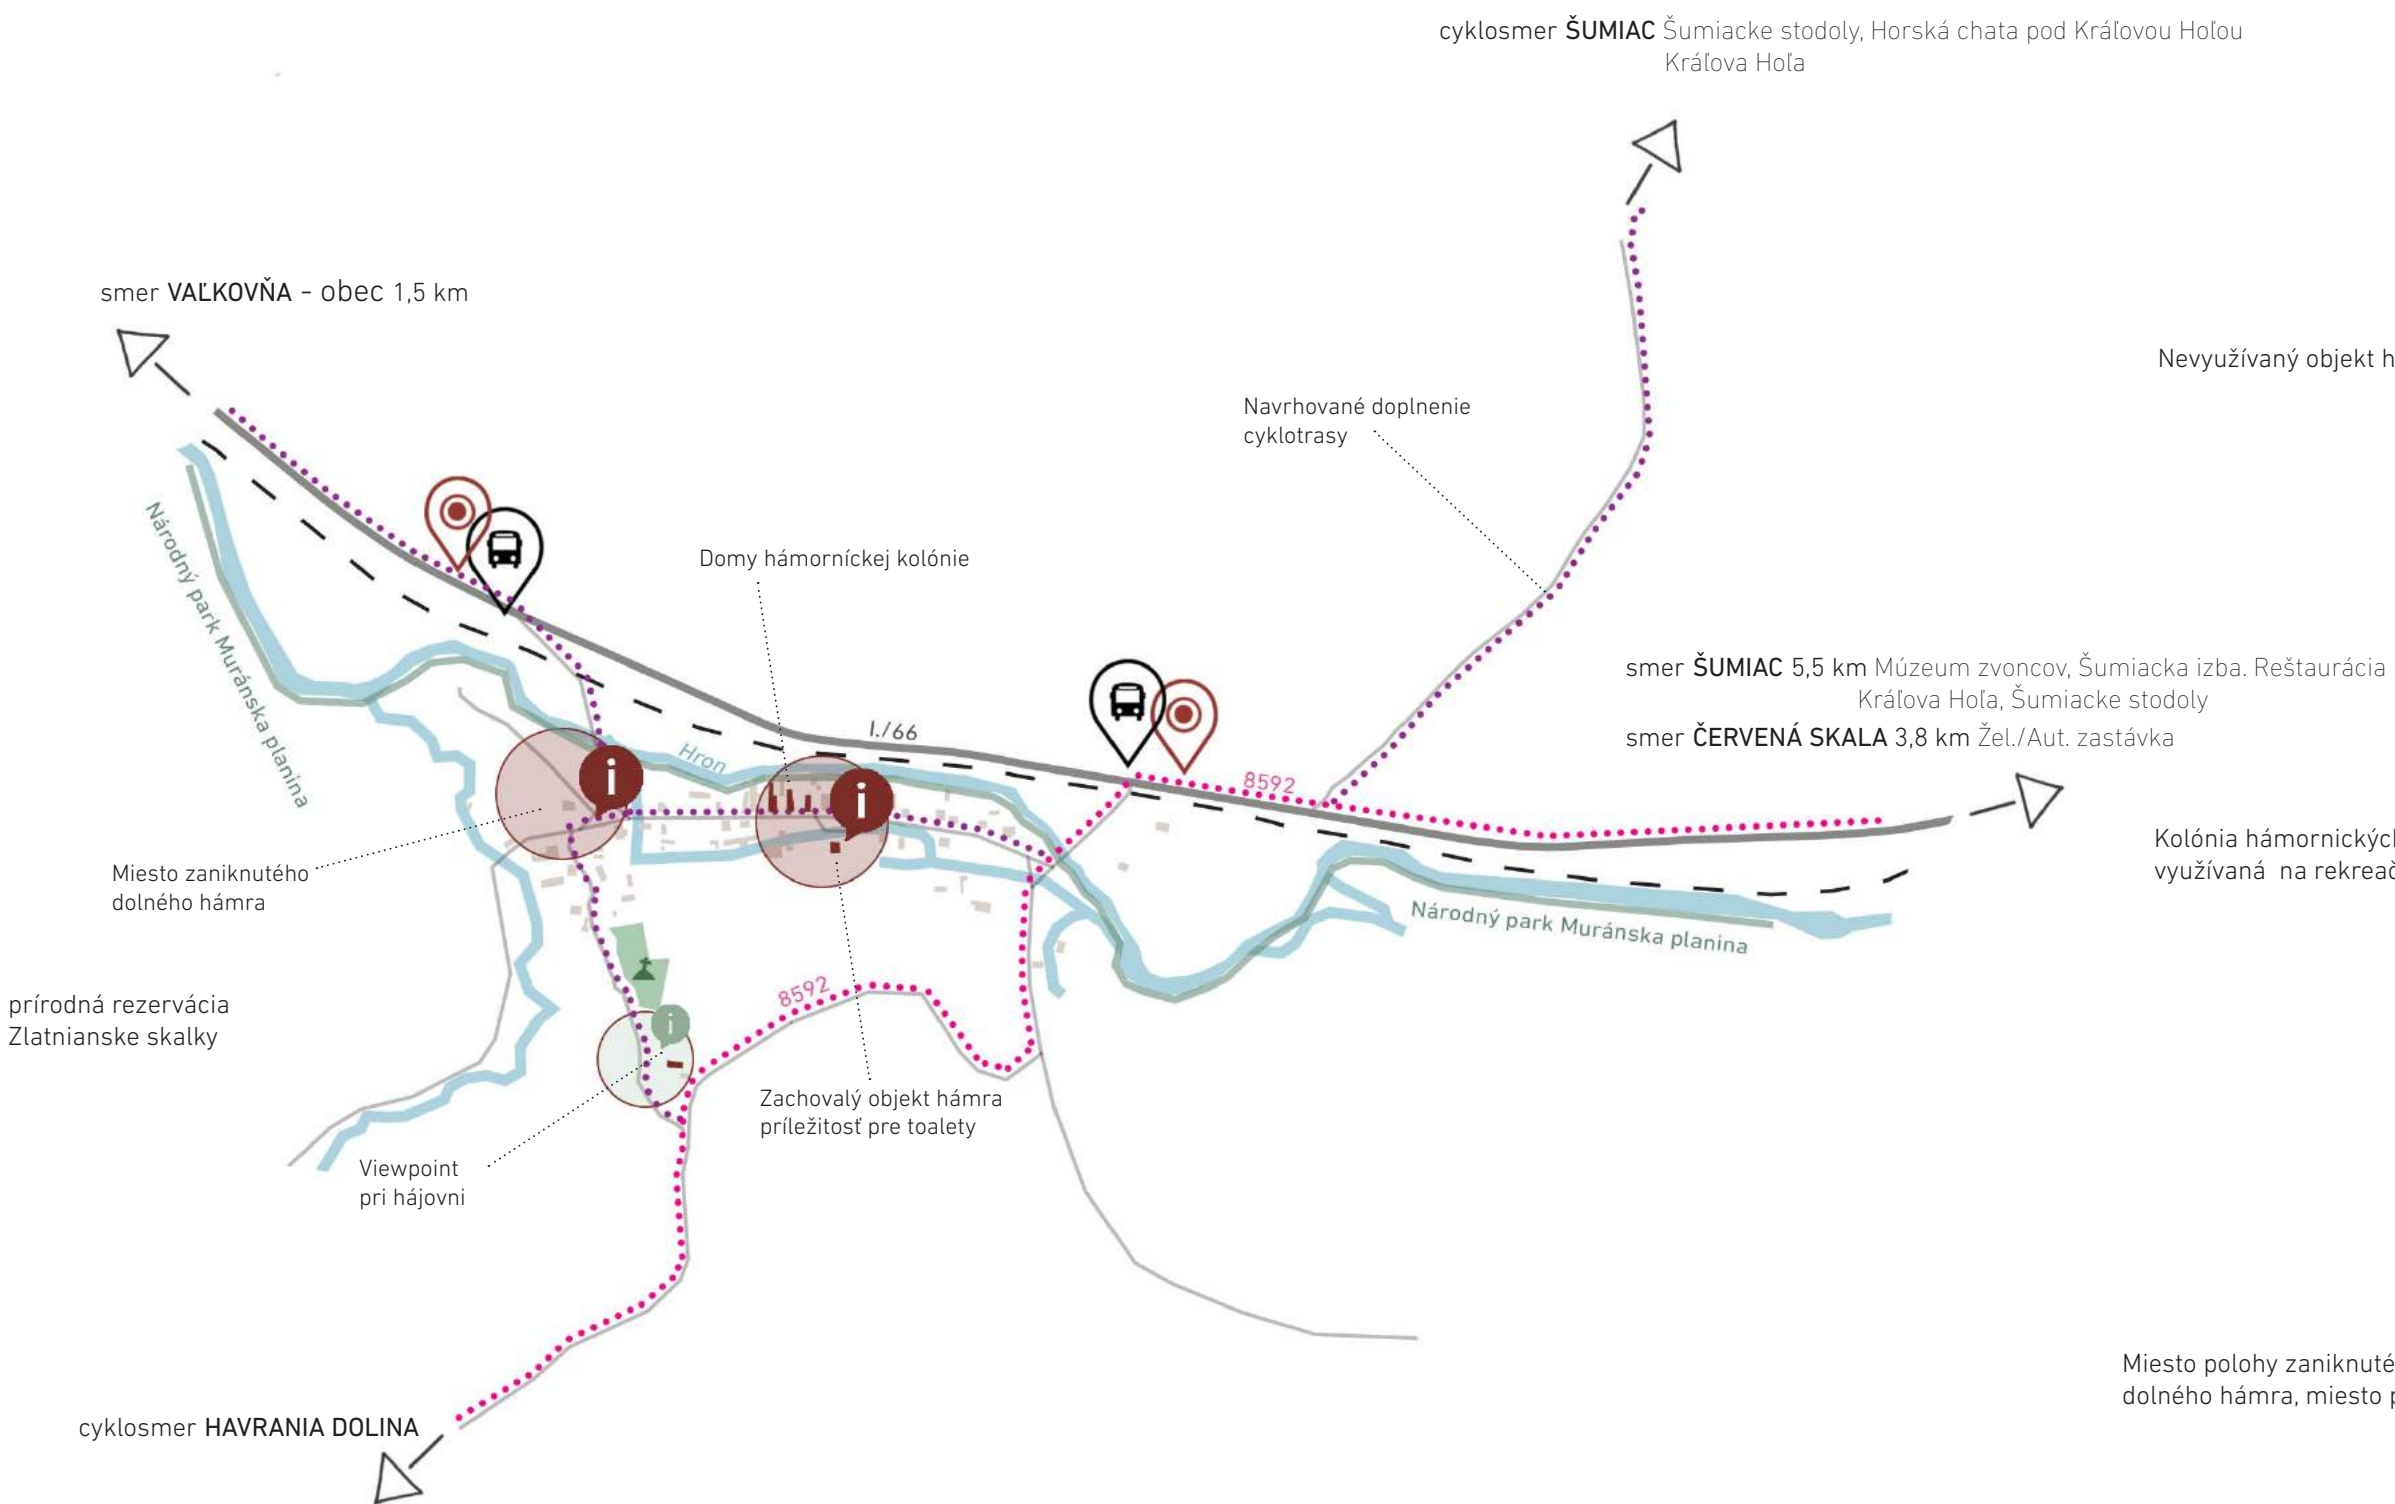 cyklosmer ŠUMIAC Šumiacke stodoly, Horská chata pod Kráľovou Hoľou
Kráľova Hoľa
smer VAĽKOVŇA - obec 1,5 km
Nevyužívaný objekt h
Navrhované doplnenie
cyklotrasy
Národný park Muránska planina
Domy hámorníckej kolónie
smer ŠUMIAC 5,5 km Múzeum zvoncov, Šumiacka izba. Reštaurácia
Kráľova Hoľa, Šumiacke stodoly
smer ČERVENÁ SKALA 3,8 km Žel./Aut. zastávka
I./66
Hron
i
i
8592
Kolónia hámornických
využívaná na rekreač
Miesto zaniknutého
dolného hámra
Národný park Muránska planina
prírodná rezervácia
Zlatnianske skalky
8592
i
Zachovalý objekt hámra
príležitosť pre toalety
Viewpoint
pri hájovni
Miesto polohy zaniknuté
dolného hámra, miesto p
cyklosmer HAVRANIA DOLINA